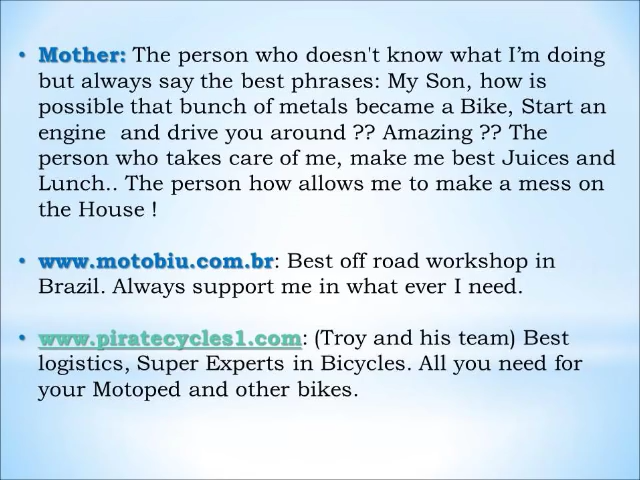 • Mother: The person who doesn't know what I’m doing
but always say the best phrases: My Son, how is
possible that bunch of metals became a Bike, Start an
engine  and drive you around ?? Amazing ?? The
person who takes care of me, make me best Juices and
Lunch.. The person how allows me to make a mess on
the House !
• www.motobiu.com.br: Best off road workshop in
Brazil. Always support me in what ever I need.
• www.piratecycles1.com: (Troy and his team) Best
logistics, Super Experts in Bicycles. All you need for
your Motoped and other bikes.